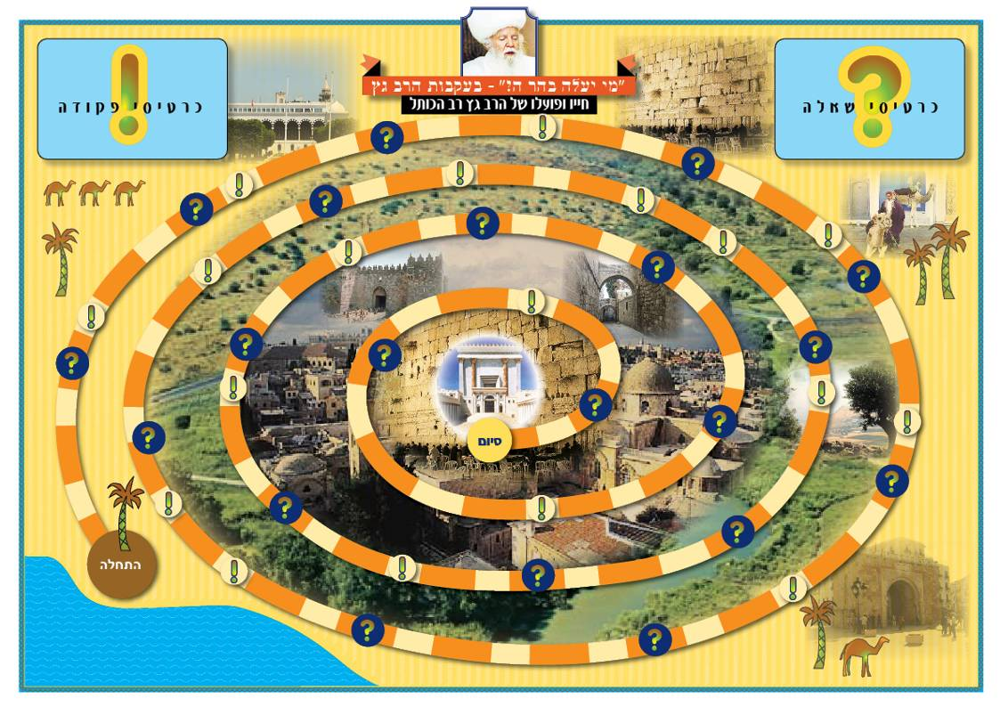 "מי יעלה בהר ה'?" - בעקבות הרב גץ
חייו ופועלו של הרב גץ רב הכותל
כרטיסי שאלה
כרטיסי פקודה
סיום
התחלה